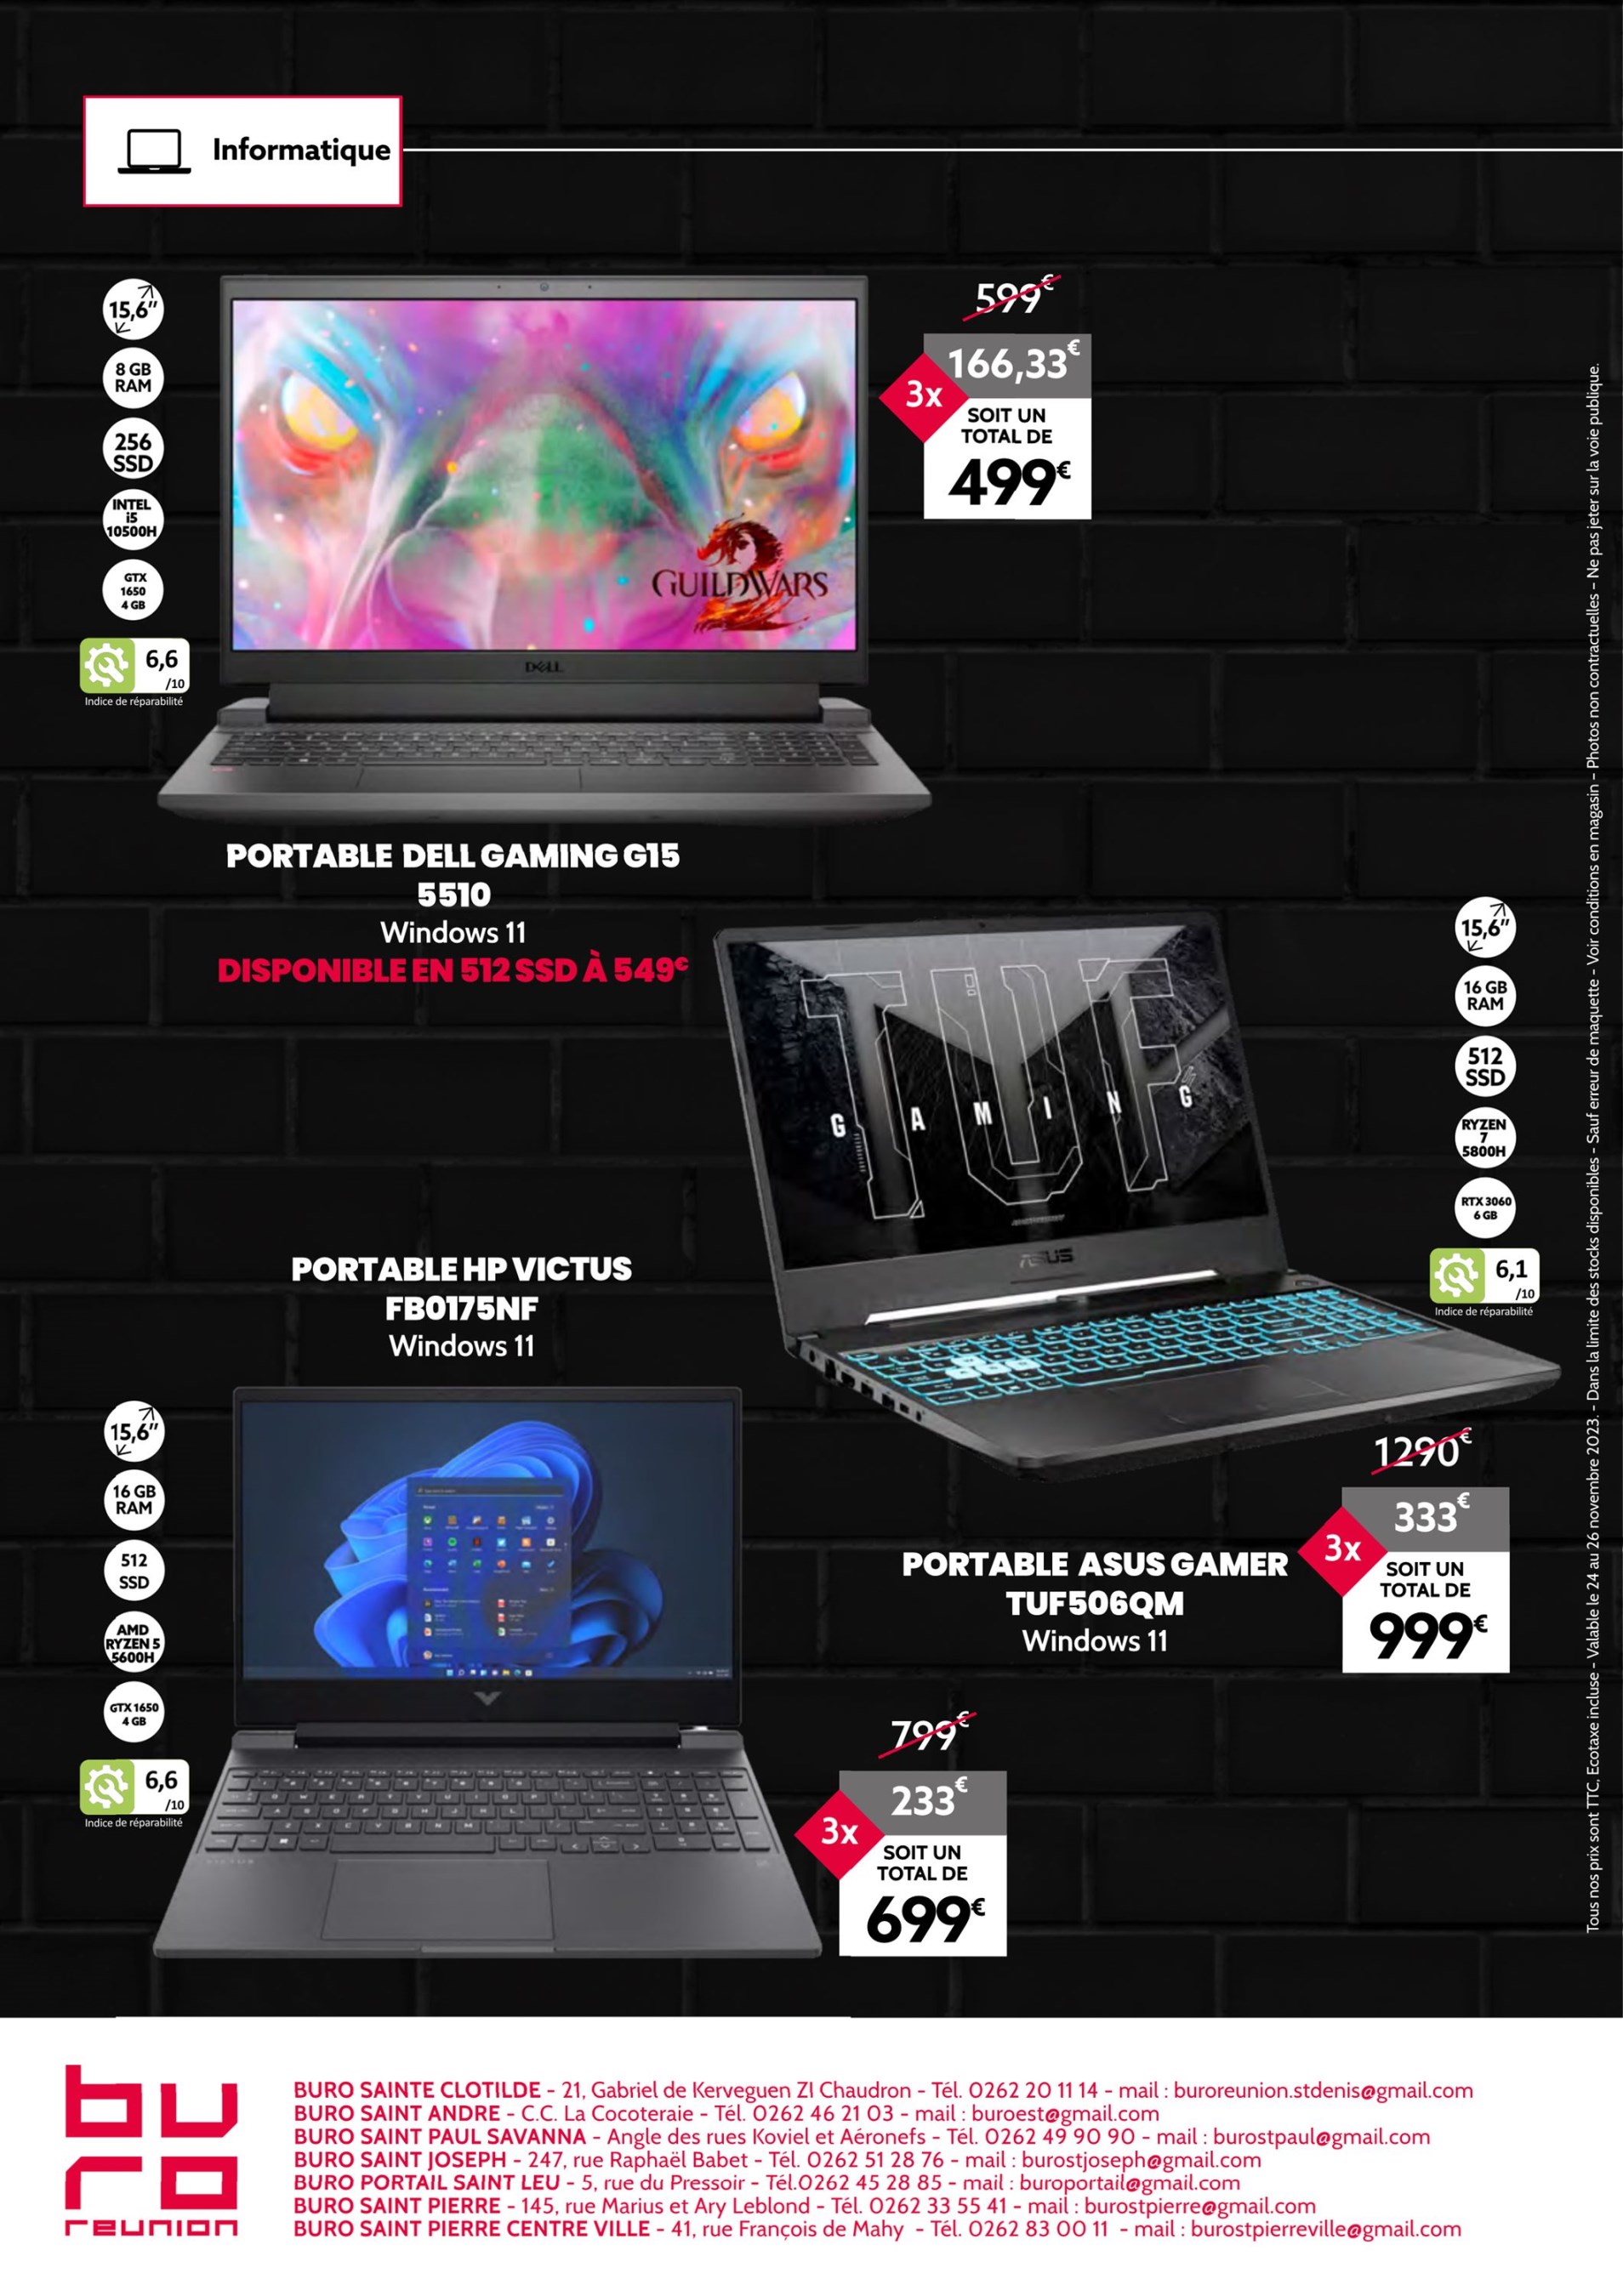 Informatique
15,6"
8 GB
RAM
256
SSD
INTEL
i5
10500H
GTX
1650
4 GB
6,6
/10
Indice de réparabilité
GUILDWARS
2
DELL
599€
3x
166,33€
SOIT UN
TOTAL DE
499€
PORTABLE DELL GAMING G15
5510
Windows 11
DISPONIBLE EN 512 SSD À 549€
TUF
GAMING
ASUS
15,6"
16 GB
RAM
512
SSD
RYZEN
7
5800H
RTX 3060
6 GB
6,1
/10
Indice de réparabilité
PORTABLE ASUS GAMER
TUF506QM
Windows 11
1290€
3x
333€
SOIT UN
TOTAL DE
999€
PORTABLE HP VICTUS
FB0175NF
Windows 11
15,6"
16 GB
RAM
512
SSD
AMD
RYZEN 5
5600H
GTX 1650
4 GB
6,6
/10
Indice de réparabilité
799€
3x
233€
SOIT UN
TOTAL DE
699€
Tous nos prix sont TTC, Ecotaxe incluse - Valable le 24 au 26 novembre 2023. - Dans la limite des stocks disponibles - Sauf erreur de maquette - Voir conditions en magasin – Photos non contractuelles – Ne pas jeter sur la voie publique.
buro
reunion
BURO SAINTE CLOTILDE - 21, Gabriel de Kerveguen ZI Chaudron - Tél. 0262 20 11 14 - mail : buroreunion.stdenis@gmail.com
BURO SAINT ANDRE - C.C. La Cocoteraie - Tél. 0262 46 21 03 - mail : buroest@gmail.com
BURO SAINT PAUL SAVANNA - Angle des rues Koviel et Aéronefs - Tél. 0262 49 90 90 - mail : burostpaul@gmail.com
BURO SAINT JOSEPH - 247, rue Raphaël Babet - Tél. 0262 51 28 76 - mail : burostjoseph@gmail.com
BURO PORTAIL SAINT LEU - 5, rue du Pressoir - Tél.0262 45 28 85 - mail : buroportail@gmail.com
BURO SAINT PIERRE - 145, rue Marius et Ary Leblond - Tél. 0262 33 55 41 - mail : burostpierre@gmail.com
BURO SAINT PIERRE CENTRE VILLE - 41, rue François de Mahy - Tél. 0262 83 00 11 - mail : burostpierreville@gmail.com